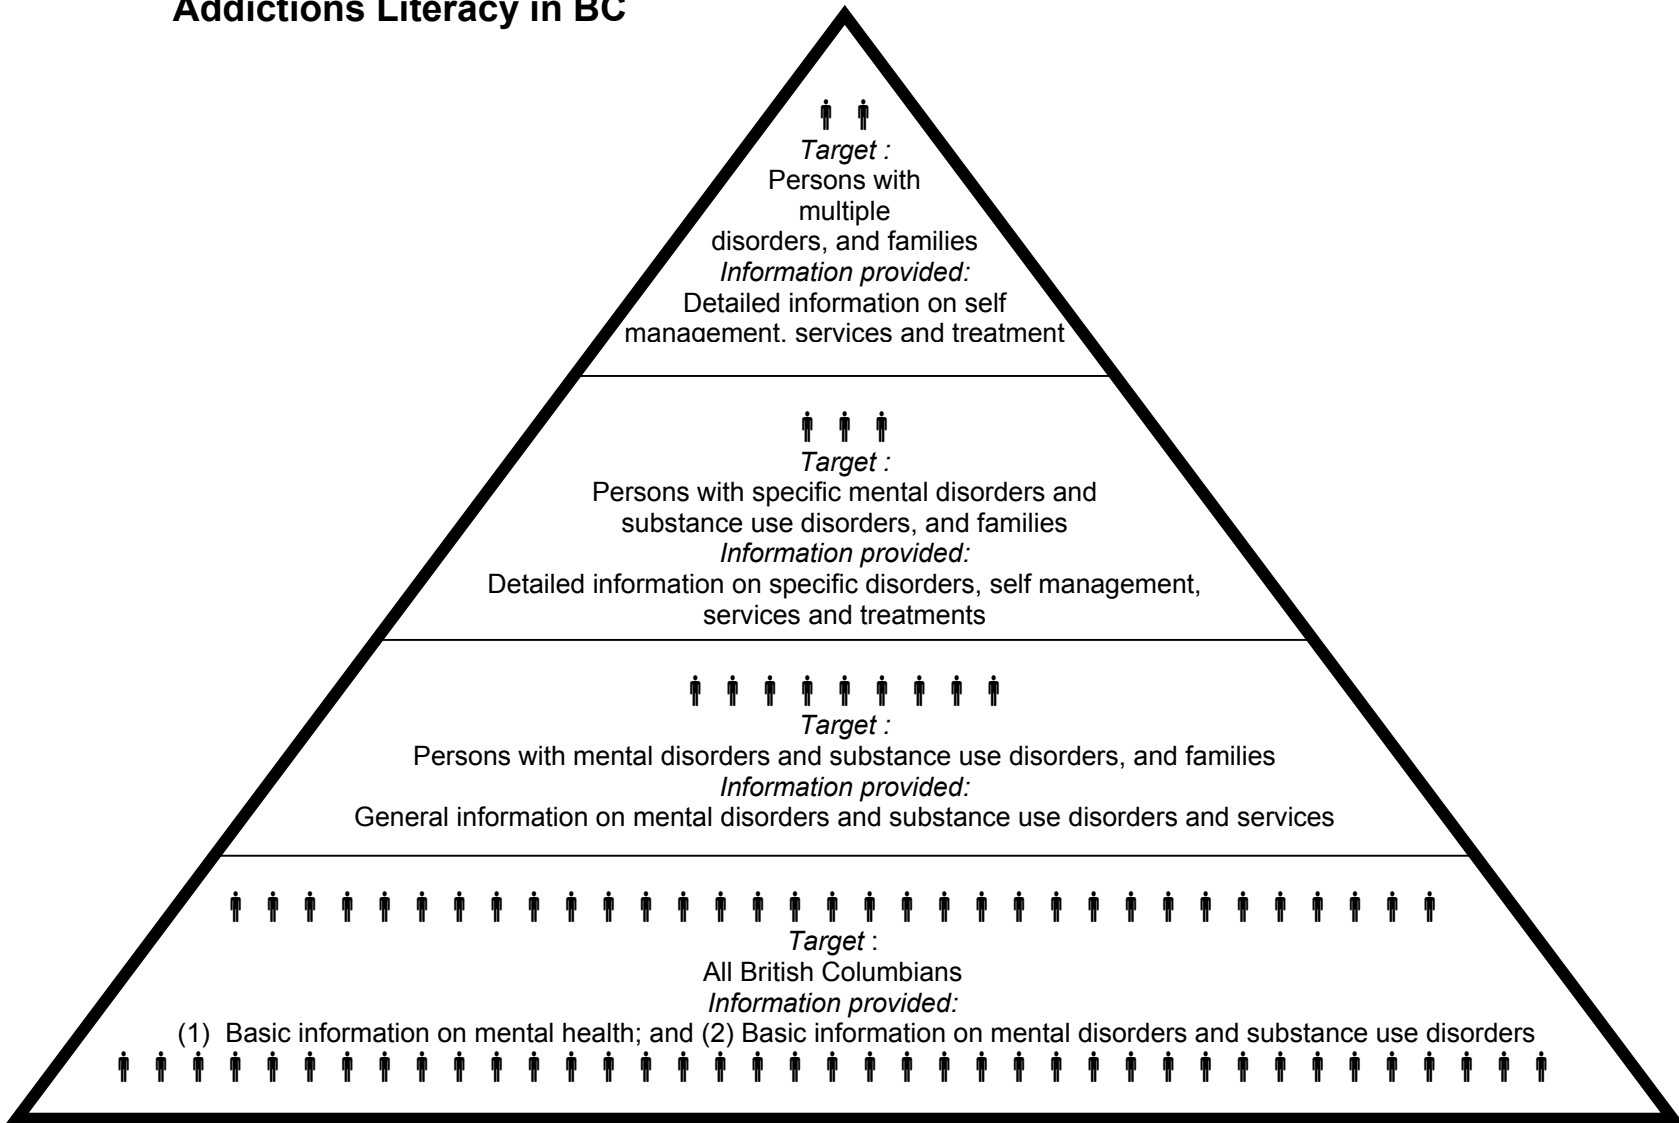 Addictions Literacy in BC
Target :
Persons with
multiple
disorders, and families
Information provided:
Detailed information on self
management, services and treatment
Target :
Persons with specific mental disorders and
substance use disorders, and families
Information provided:
Detailed information on specific disorders, self management,
services and treatments
Target :
Persons with mental disorders and substance use disorders, and families
Information provided:
General information on mental disorders and substance use disorders and services
Target :
All British Columbians
Information provided:
(1) Basic information on mental health; and (2) Basic information on mental disorders and substance use disorders